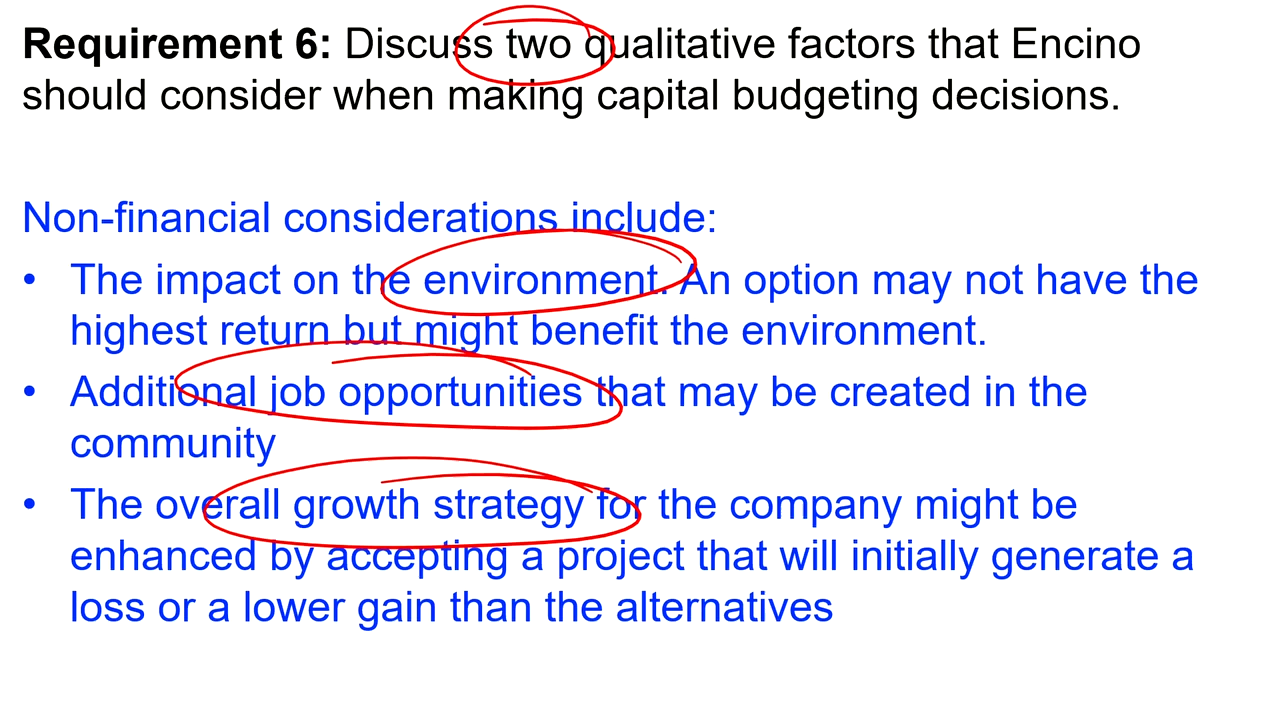 Requirement 6: Discuss two qualitative factors that Encino
should consider when making capital budgeting decisions.
Non-financial considerations include:
• The impact on the environment. An option may not have the
highest return but might benefit the environment.
• Additional job opportunities that may be created in the
community
• The overall growth strategy for the company might be
enhanced by accepting a project that will initially generate a
loss or a lower gain than the alternatives